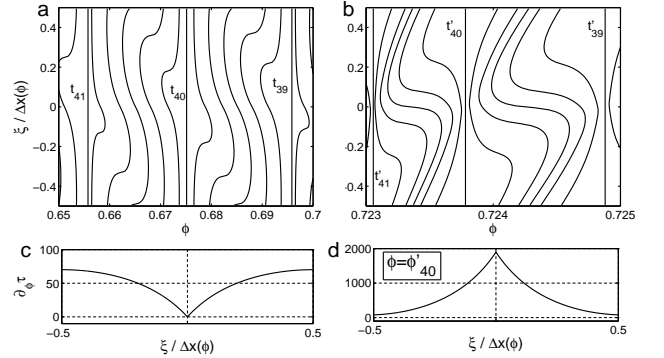 a
b
0.4
0.2
0
−0.2
−0.4
ξ / Δx(φ)
t₄₁
t₄₀
t₃₉
0.65
0.66
0.67
0.68
0.69
0.7
φ
0.4
0.2
0
−0.2
−0.4
t'₄₀
t'₃₉
t'₄₁
0.723
0.724
0.725
φ
c
d
100
50
0
∂φ τ
−0.5
0
0.5
ξ / Δx(φ)
2000
1000
0
φ=φ'₄₀
−0.5
0
0.5
ξ / Δx(φ)